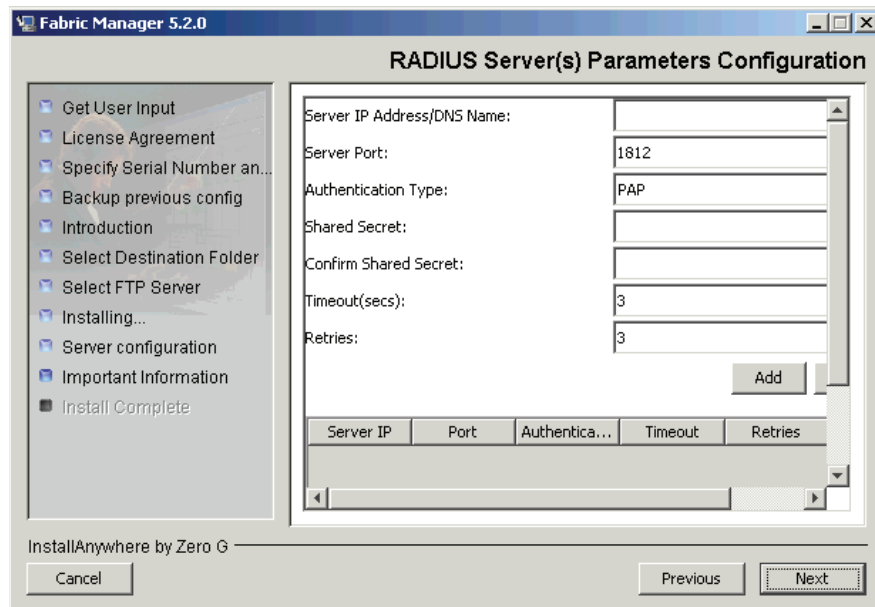 Fabric Manager 5.2.0
RADIUS Server(s) Parameters Configuration
Get User Input
License Agreement
Specify Serial Number an...
Backup previous config
Introduction
Select Destination Folder
Select FTP Server
Installing...
Server configuration
Important Information
Install Complete
Server IP Address/DNS Name:
Server Port: 1812
Authentication Type: PAP
Shared Secret:
Confirm Shared Secret:
Timeout(secs): 3
Retries: 3
Add
Server IP Port Authentica... Timeout Retries
InstallAnywhere by Zero G
Cancel Previous Next